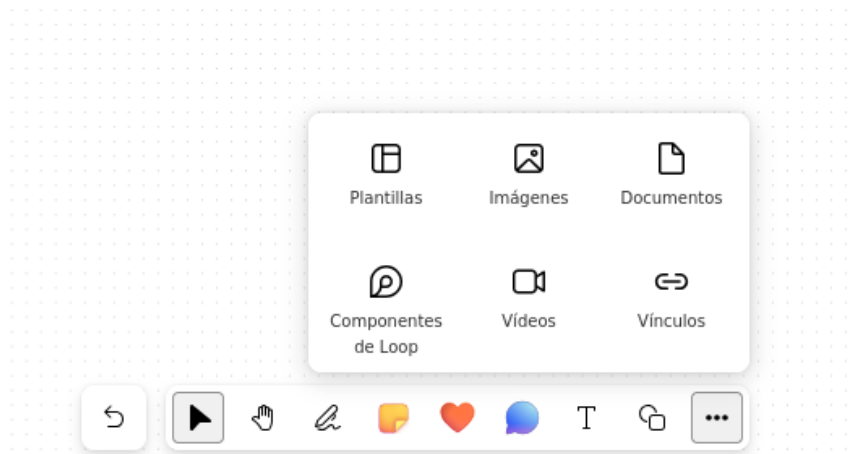 Plantillas
Imágenes
Documentos
Componentes
de Loop
Vídeos
Vínculos
T